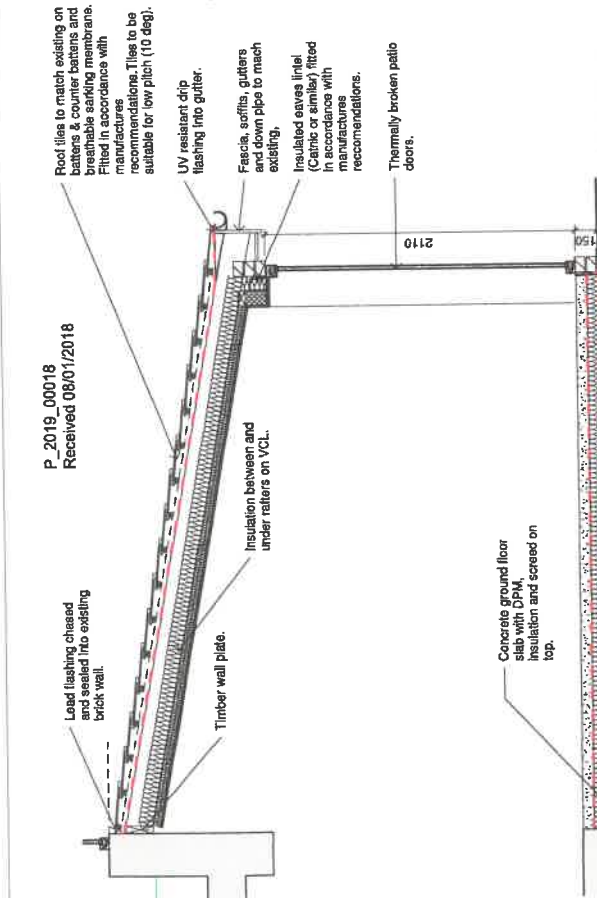 P_2019_00018
Received 08/01/2018
Lead flashing chased
and sealed into existing
brick wall.
Roof tiles to match existing on
battens & counter battens and
breathable sarking membrane.
Fitted in accordance with
manufactures
recommendations.Tiles to be
suitable for low pitch (10 deg).
UV resistant drip
flashing into gutter.
Fascia, soffits, gutters
and down pipe to mach
existing,
Insulated eaves lintel
(Catnic or similar) fitted
in accordance with
manufactures
reccomendations.
Thermally broken patio
doors.
Insulation between and
under rafters on VCL.
Timber wall plate.
2110
150
Concrete ground floor
slab with DPM,
insulation and screed on
top.